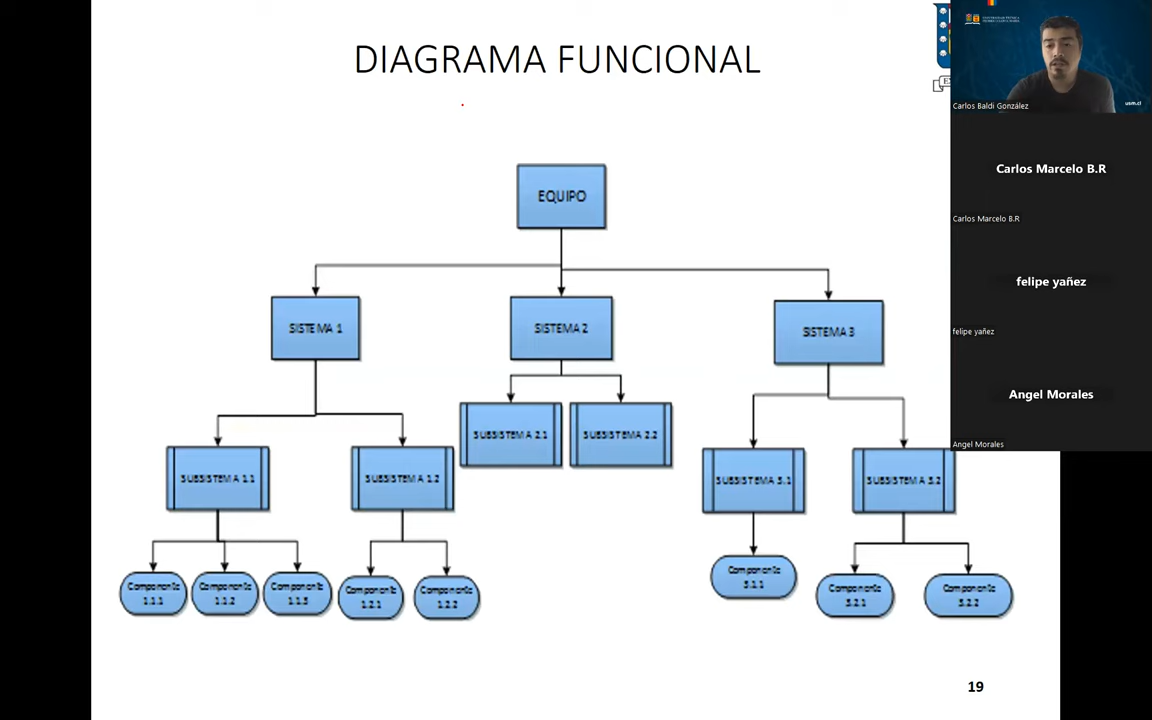 DIAGRAMA FUNCIONAL
EQUIPO
SISTEMA 1
SISTEMA 2
SISTEMA 3
SUBSISTEMA 2.1
SUBSISTEMA 2.2
SUBSISTEMA 1.1
SUBSISTEMA 1.2
SUBSISTEMA 3.1
SUBSISTEMA 3.2
Componente
1.1.1
Componente
1.1.2
Componente
1.1.3
Componente
1.2.1
Componente
1.2.2
Componente
3.1.1
Componente
3.2.1
Componente
3.2.2
19
usm.cl
Carlos Baldi González
Carlos Marcelo B.R
Carlos Marcelo B.R
felipe yañez
felipe yañez
Angel Morales
Angel Morales